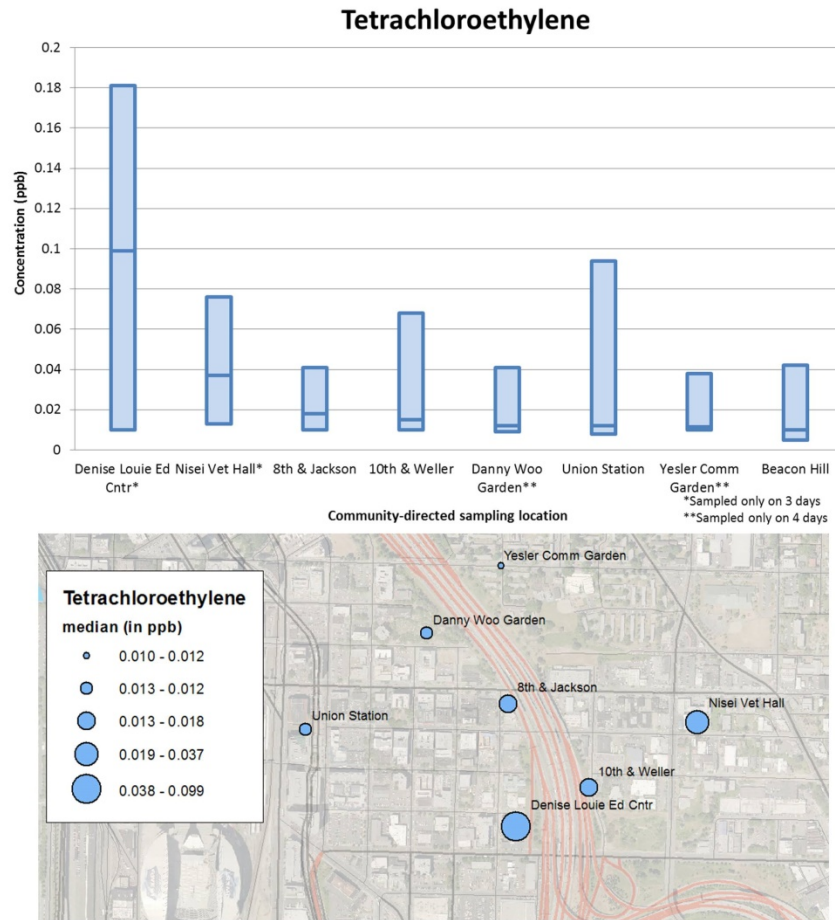 Tetrachloroethylene
0.2
0.18
0.16
0.14
0.12
0.1
0.08
0.06
0.04
0.02
0
Concentration (ppb)
Denise Louie Ed
Cntr*
Nisei Vet Hall*
8th & Jackson
10th & Weller
Danny Woo
Garden**
Union Station
Yesler Comm
Garden**
Beacon Hill
*Sampled only on 3 days
**Sampled only on 4 days
Community-directed sampling location
Tetrachloroethylene
median (in ppb)
0.010 - 0.012
0.013 - 0.012
0.013 - 0.018
0.019 - 0.037
0.038 - 0.099
Yesler Comm Garden
Danny Woo Garden
8th & Jackson
Nisei Vet Hall
Union Station
10th & Weller
Denise Louie Ed Cntr